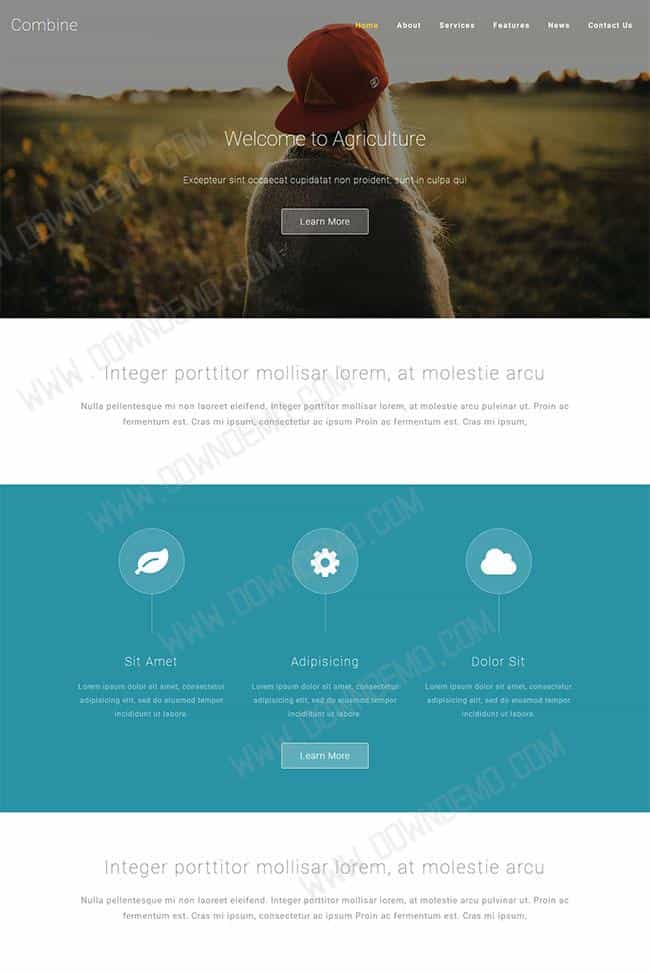 Combine
Home About Services Features News Contact Us
Welcome to Agriculture
Excepteur sint occaecat cupidatat non proident, sunt in culpa qui
Learn More
Integer porttitor mollisar lorem, at molestie arcu
Nulla pellentesque mi non laoreet eleifend. Integer porttitor mollisar lorem, at molestie arcu pulvinar ut. Proin ac
fermentum est. Cras mi ipsum, consectetur ac ipsum Proin ac fermentum est. Cras mi ipsum,
Sit Amet
Lorem ipsum dolor sit amet, consectetur
adipisicing elit, sed do eiusmod tempor
incididunt ut labore.
Adipisicing
Lorem ipsum dolor sit amet, consectetur
adipisicing elit, sed do eiusmod tempor
incididunt ut labore.
Dolor Sit
Lorem ipsum dolor sit amet, consectetur
adipisicing elit, sed do eiusmod tempor
incididunt ut labore.
Learn More
Integer porttitor mollisar lorem, at molestie arcu
Nulla pellentesque mi non laoreet eleifend. Integer porttitor mollisar lorem, at molestie arcu pulvinar ut. Proin ac
fermentum est. Cras mi ipsum, consectetur ac ipsum Proin ac fermentum est. Cras mi ipsum,
WWW.DOWNDEMO.COM
WWW.DOWNDEMO.COM
WWW.DOWNDEMO.COM
WWW.DOWNDEMO.COM
WWW.DOWNDEMO.COM
WWW.DOWNDEMO.COM